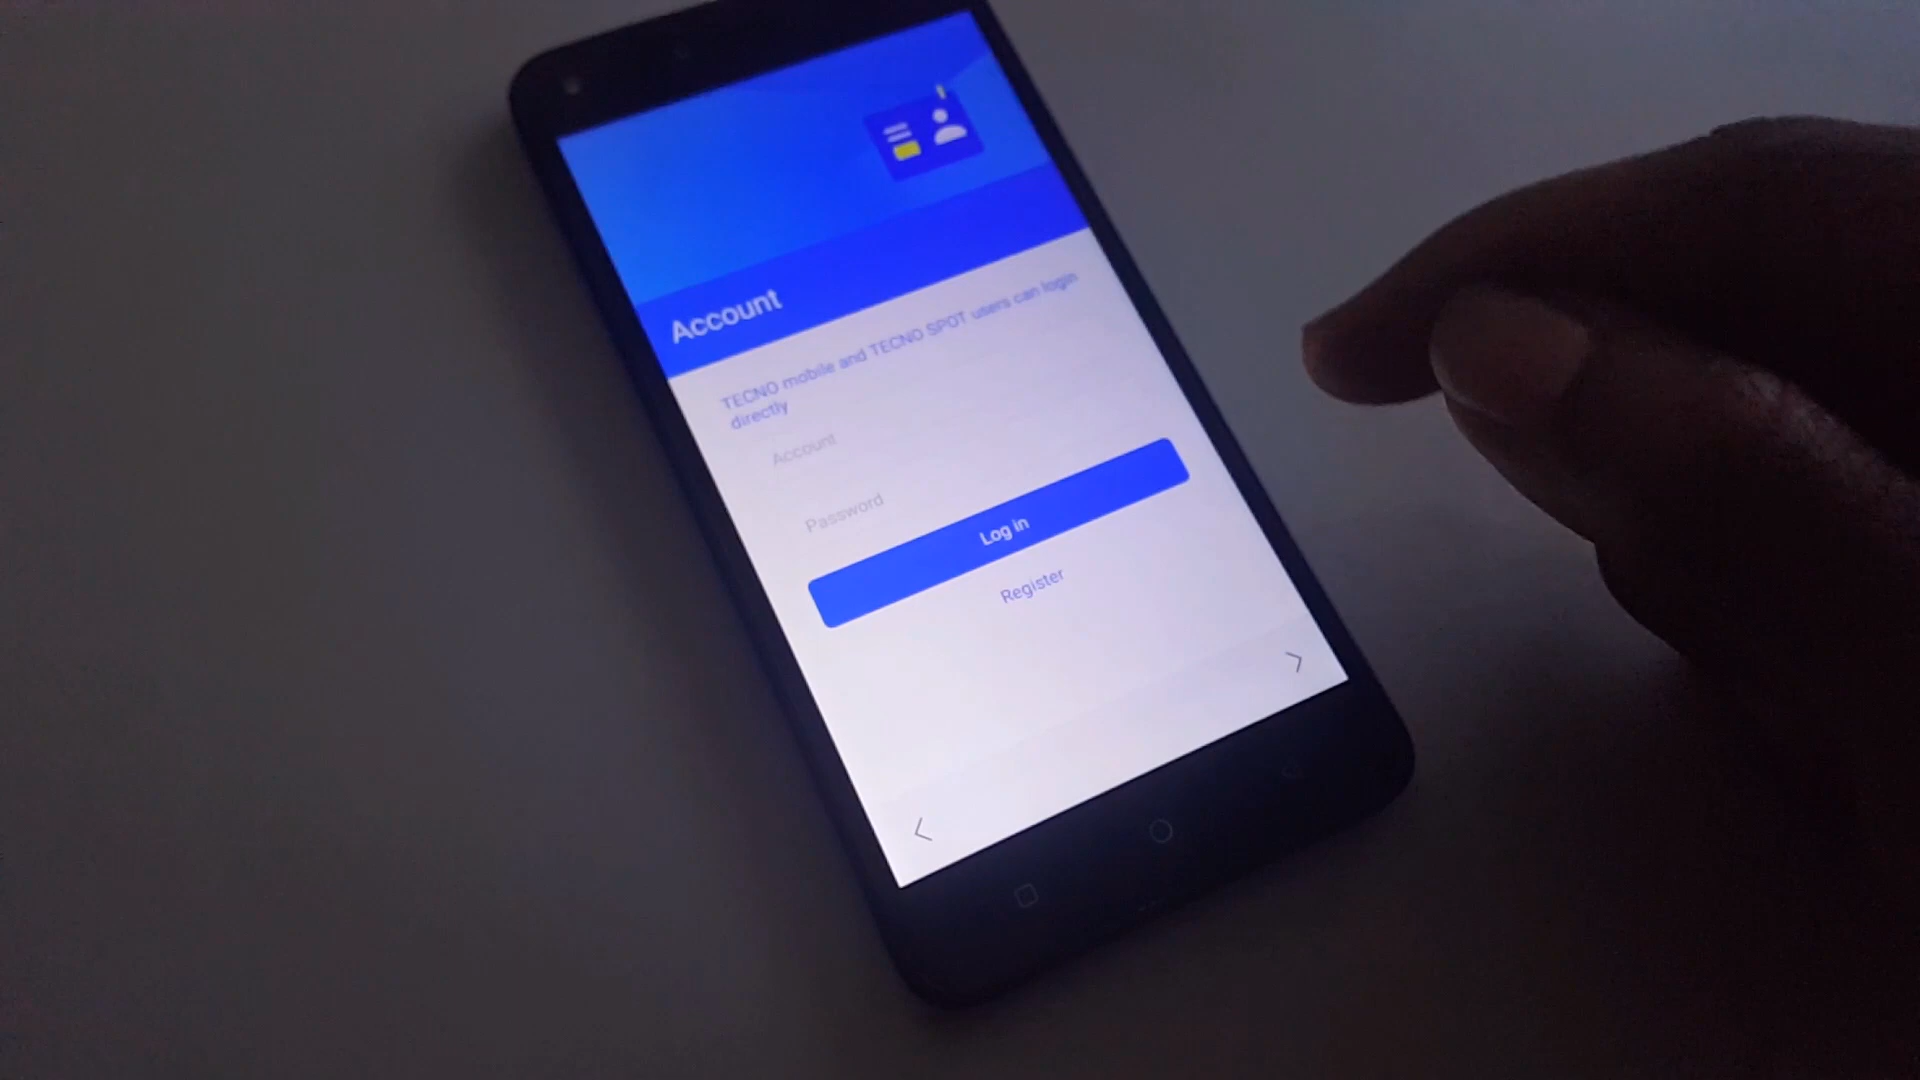 Account
TECNO mobile and TECNO SPOT users can login
directly
Account
Password
Log in
Register